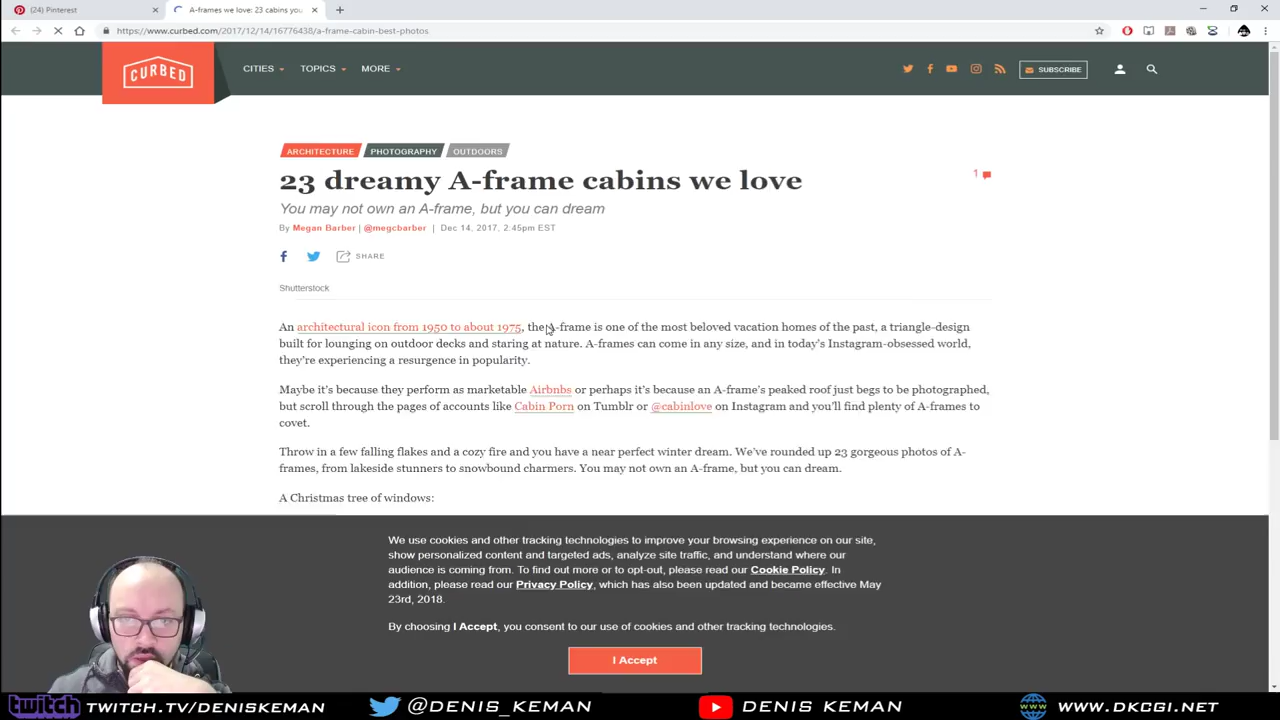 (24) Pinterest
A-frames we love: 23 cabins you
https://www.curbed.com/2017/12/14/16776438/a-frame-cabin-best-photos
CURBED
CITIES
TOPICS
MORE
SUBSCRIBE
ARCHITECTURE
PHOTOGRAPHY
OUTDOORS
23 dreamy A-frame cabins we love
1
You may not own an A-frame, but you can dream
By Megan Barber | @megcbarber | Dec 14, 2017, 2:45pm EST
SHARE
Shutterstock
An architectural icon from 1950 to about 1975, the A-frame is one of the most beloved vacation homes of the past, a triangle-design
built for lounging on outdoor decks and staring at nature. A-frames can come in any size, and in today's Instagram-obsessed world,
they're experiencing a resurgence in popularity.
Maybe it's because they perform as marketable Airbnbs or perhaps it's because an A-frame's peaked roof just begs to be photographed,
but scroll through the pages of accounts like Cabin Porn on Tumblr or @cabinlove on Instagram and you'll find plenty of A-frames to
covet.
Throw in a few falling flakes and a cozy fire and you have a near perfect winter dream. We've rounded up 23 gorgeous photos of A-
frames, from lakeside stunners to snowbound charmers. You may not own an A-frame, but you can dream.
A Christmas tree of windows:
We use cookies and other tracking technologies to improve your browsing experience on our site,
show personalized content and targeted ads, analyze site traffic, and understand where our
audience is coming from. To find out more or to opt-out, please read our Cookie Policy. In
addition, please read our Privacy Policy, which has also been updated and became effective May
23rd, 2018.
By choosing I Accept, you consent to our use of cookies and other tracking technologies.
I Accept
twitch
TWITCH.TV/DENISKEMAN
@DENIS_KEMAN
DENIS KEMAN
WWW.DKCGI.NET